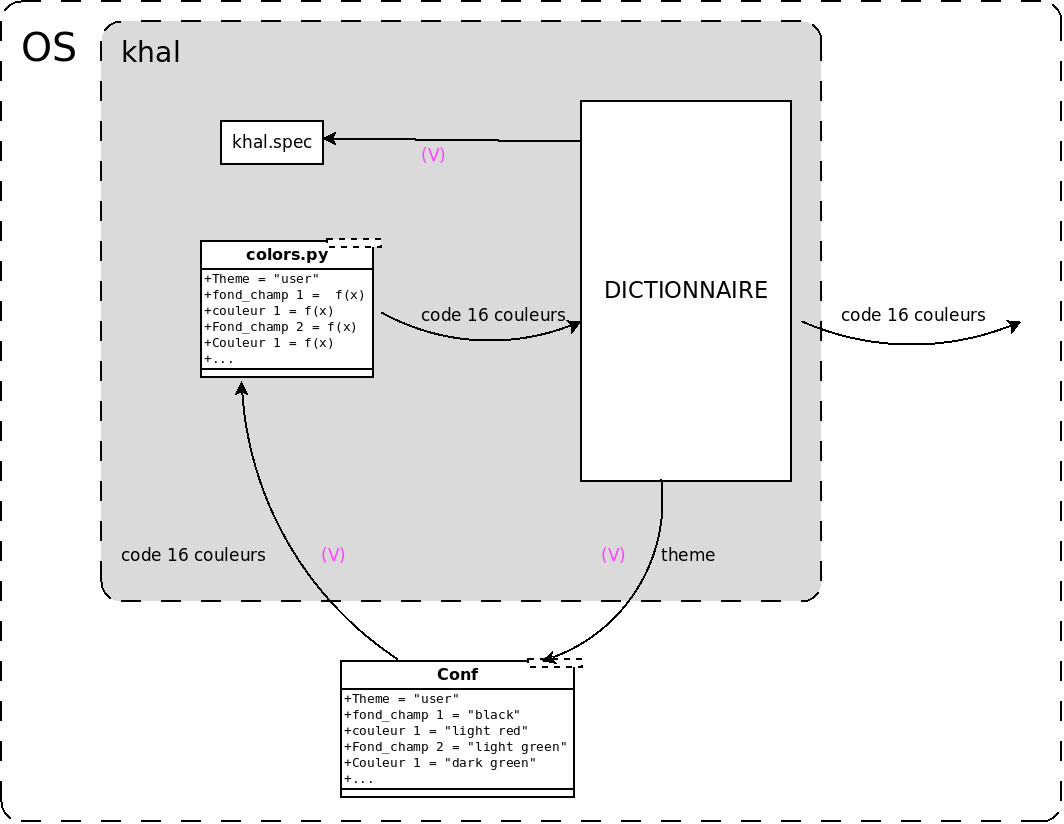 OS
khal
khal.spec
(V)
colors.py
+Theme = "user"
+fond_champ 1 =  f(x)
+couleur 1 = f(x)
+Fond_champ 2 = f(x)
+Couleur 1 = f(x)
+...
code 16 couleurs
DICTIONNAIRE
code 16 couleurs
code 16 couleurs
(V)
(V)
theme
Conf
+Theme = "user"
+fond_champ 1 = "black"
+couleur 1 = "light red"
+Fond_champ 2 = "light green"
+Couleur 1 = "dark green"
+...